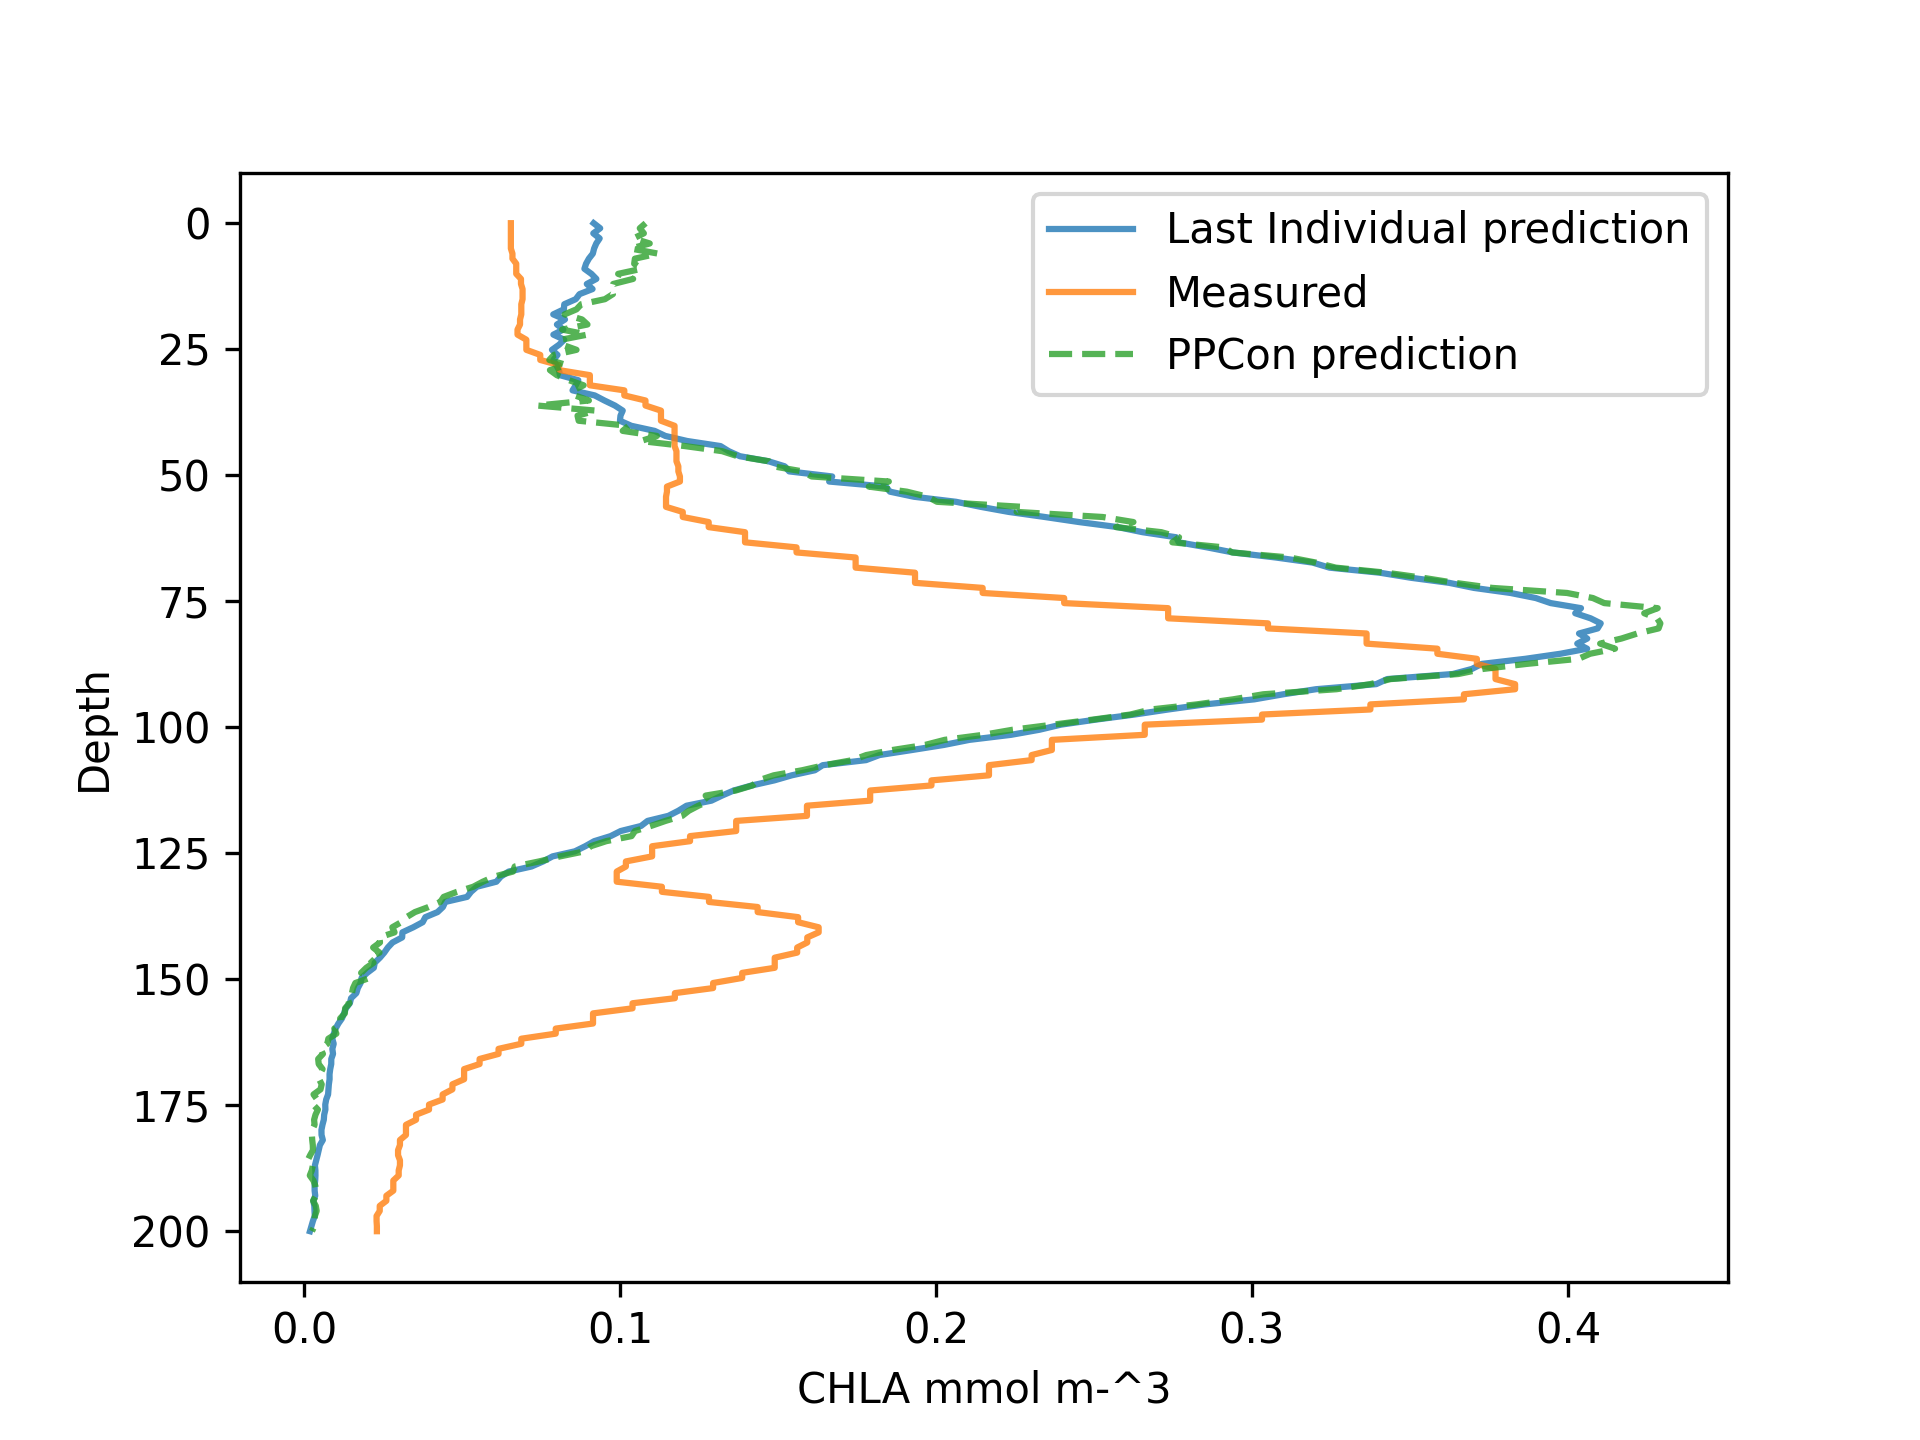 Last Individual prediction
Measured
PPCon prediction
0
25
50
75
100
125
150
175
200
Depth
0.0 0.1 0.2 0.3 0.4
CHLA mmol m-^3